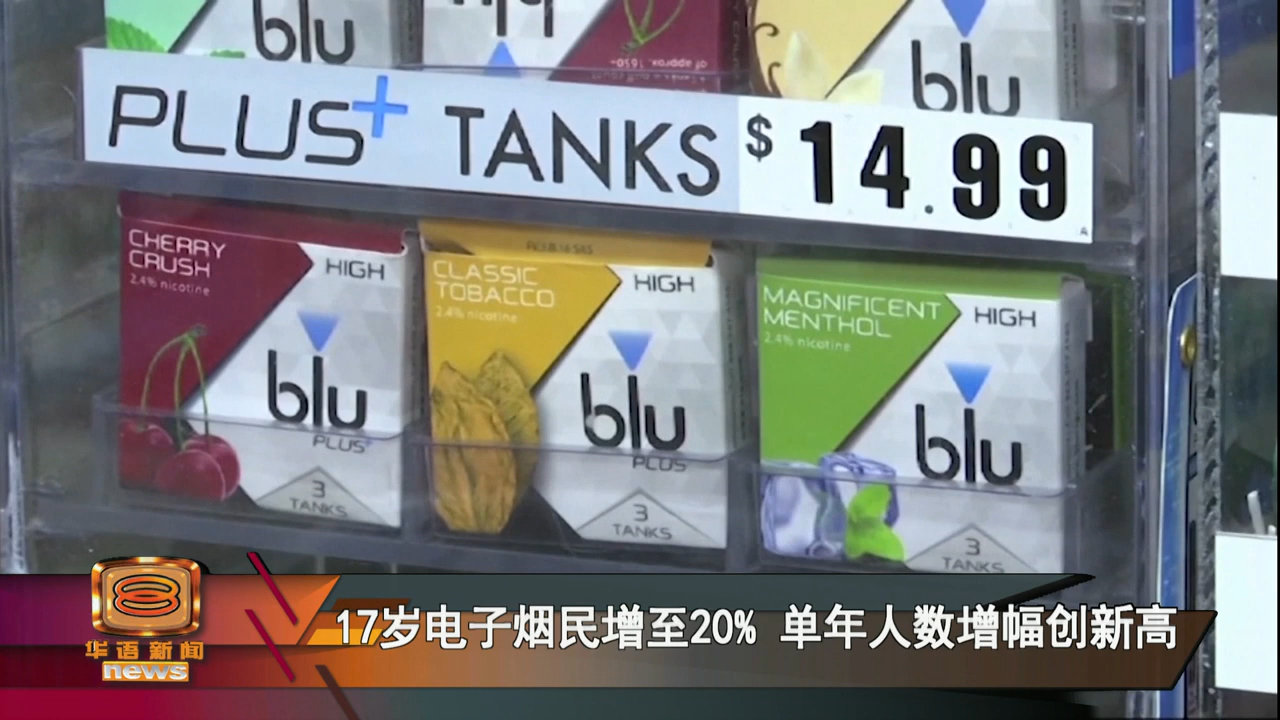 blu
blu
PLUS+ TANKS $ 14.99
CHERRY
CRUSH
2.4% nicotine
HIGH
blu
PLUS+
3
TANKS
CLASSIC
TOBACCO
2.4% nicotine
HIGH
blu
PLUS
3
TANKS
MAGNIFICENT
MENTHOL
2.4% nicotine
HIGH
blu
3
TANKS
8
华语新闻
news
17岁电子烟民增至20% 单年人数增幅创新高